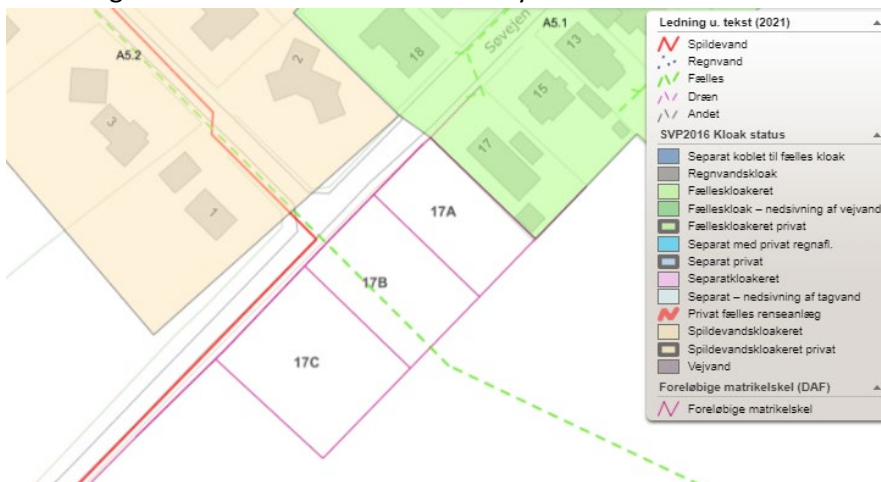 A5.2
2
3
1
18
Søvejen
A5.1
13
15
17
17A
17B
17C
Ledning u. tekst (2021)
Spildevand
Regnvand
Fælles
Dræn
Andet
SVP2016 Kloak status
Separat koblet til fælles kloak
Regnvandskloak
Fælleskloakeret
Fælleskloak – nedsivning af vejvand
Fælleskloakeret privat
Separat med privat regnafl.
Separat privat
Separatkloakeret
Separat – nedsivning af tagvand
Privat fælles renseanlæg
Spildevandskloakeret
Spildevandskloakeret privat
Vejvand
Foreløbige matrikelskel (DAF)
Foreløbige matrikelskel